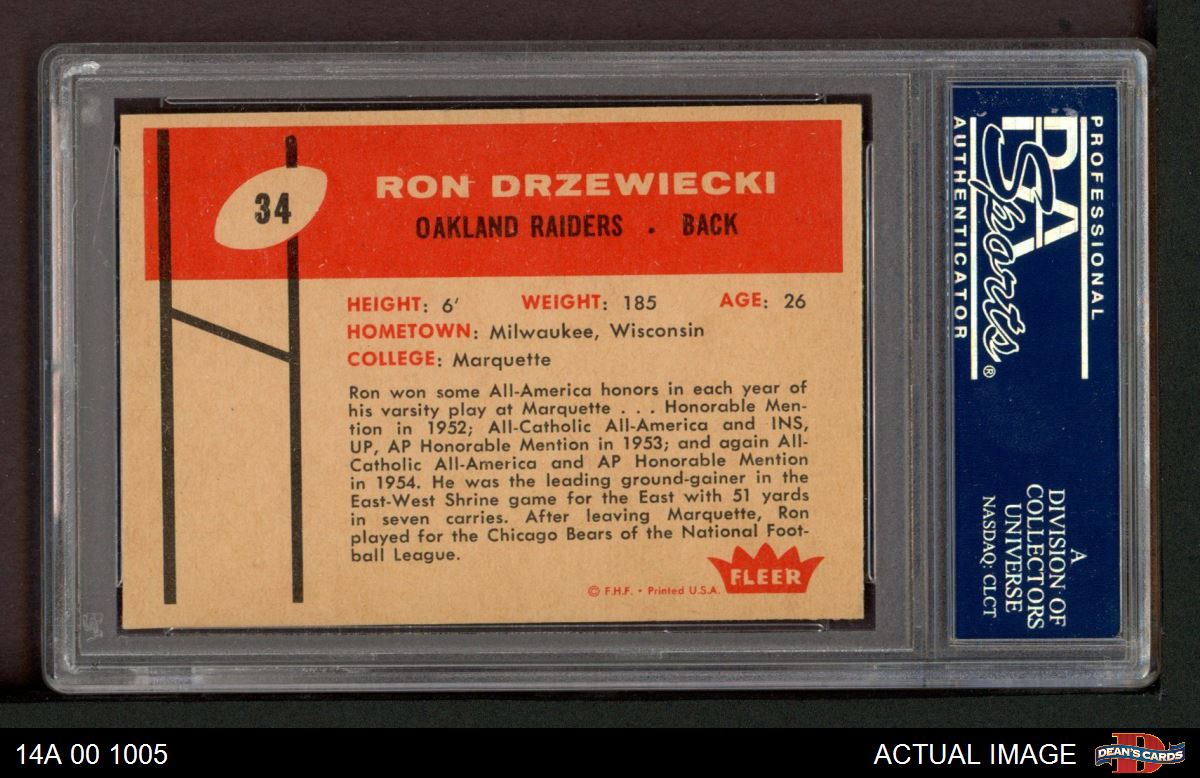 34
RON DRZEWIECKI
OAKLAND RAIDERS . BACK
HEIGHT: 6' WEIGHT: 185 AGE: 26
HOMETOWN: Milwaukee, Wisconsin
COLLEGE: Marquette
Ron won some All-America honors in each year of
his varsity play at Marquette . . . Honorable Men-
tion in 1952; All-Catholic All-America and INS,
UP, AP Honorable Mention in 1953; and again All-
Catholic All-America and AP Honorable Mention
in 1954. He was the leading ground-gainer in the
East-West Shrine game for the East with 51 yards
in seven carries. After leaving Marquette, Ron
played for the Chicago Bears of the National Foot-
ball League.
FLEER
© F.H.F. • Printed U.S.A.
PROFESSIONAL
PSA
Sports®
AUTHENTICATOR
A
DIVISION OF
COLLECTORS
UNIVERSE
NASDAQ: CLCT
14A 00 1005
ACTUAL IMAGE
D
DEAN'S CARDS